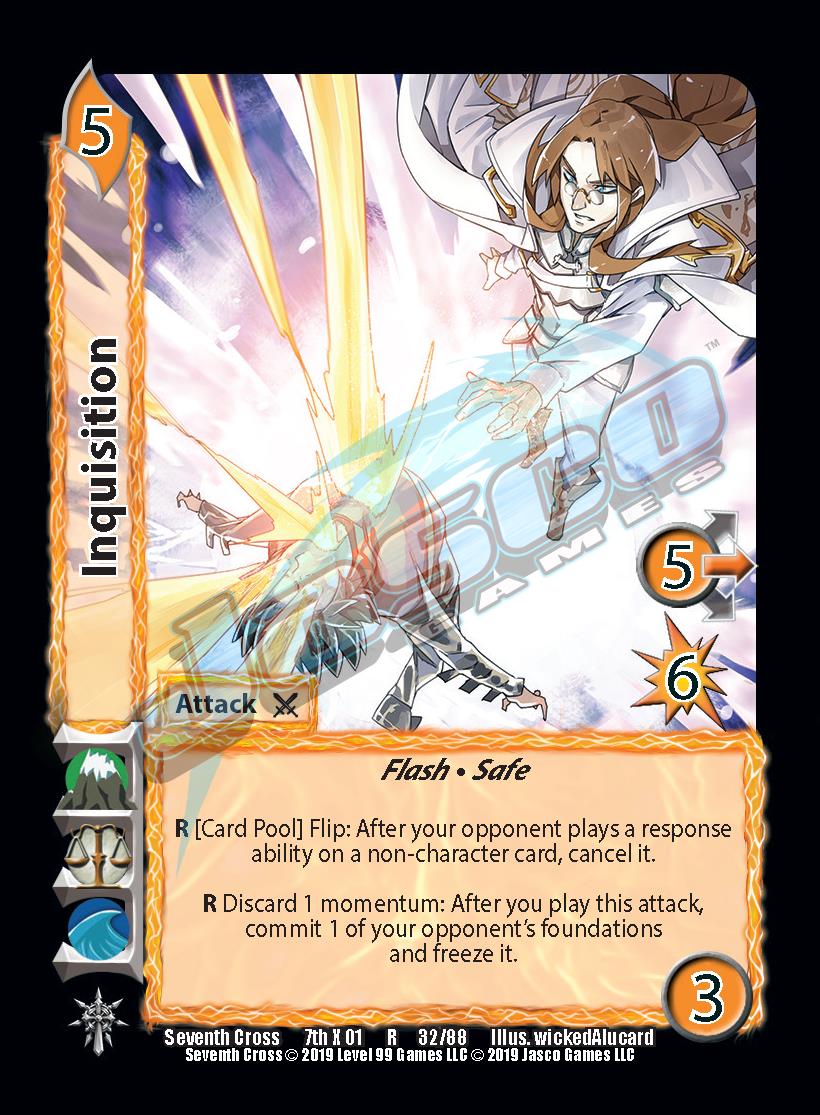 5
Inquisition
JASCO
GAMES
™
5
6
Attack
Flash • Safe
R [Card Pool] Flip: After your opponent plays a response
ability on a non-character card, cancel it.
R Discard 1 momentum: After you play this attack,
commit 1 of your opponent's foundations
and freeze it.
3
Seventh Cross 7th X 01 R 32/88 Illus. wickedAlucard
Seventh Cross © 2019 Level 99 Games LLC © 2019 Jasco Games LLC